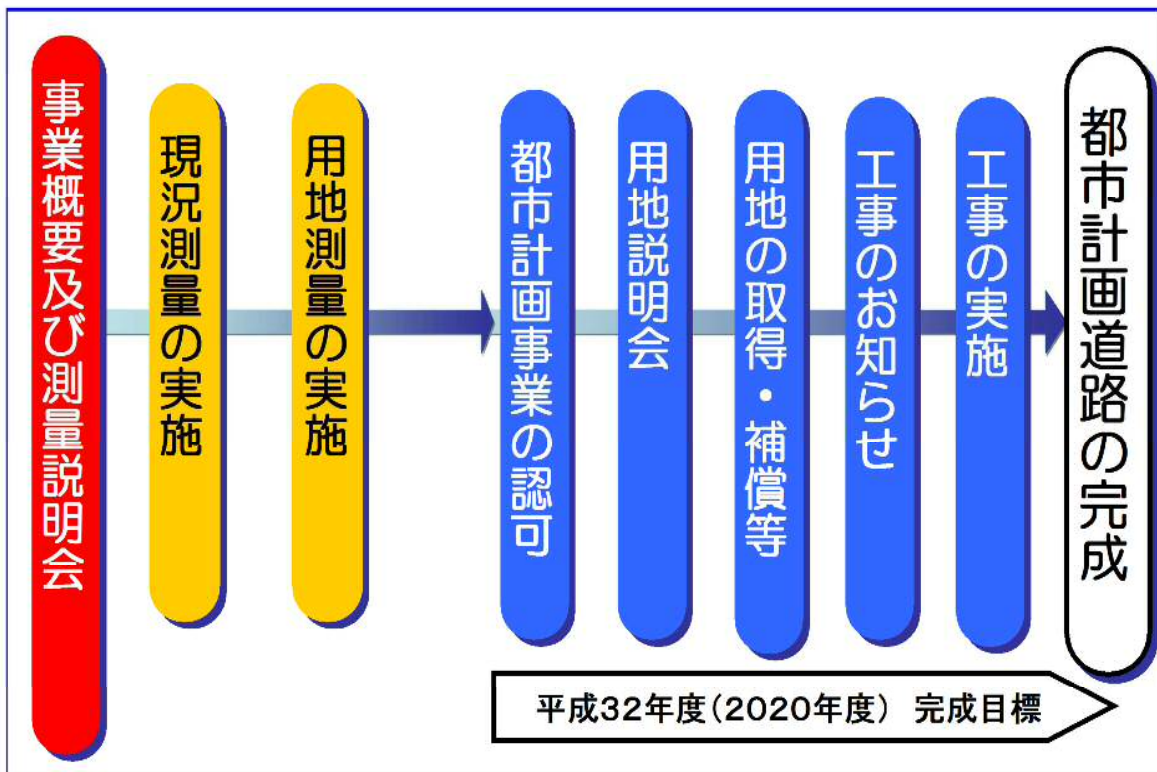 事業概要及び測量説明会
現況測量の実施
用地測量の実施
都市計画事業の認可
用地説明会
用地の取得・補償等
工事のお知らせ
工事の実施
都市計画道路の完成
平成32年度(2020年度) 完成目標